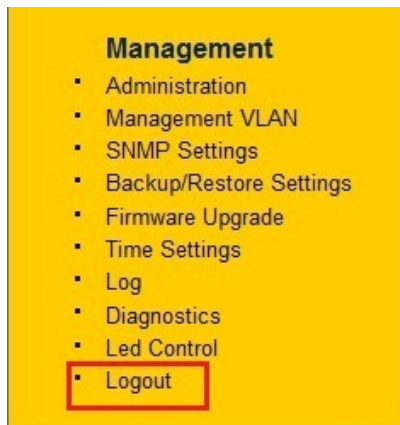 Management
Administration
Management VLAN
SNMP Settings
Backup/Restore Settings
Firmware Upgrade
Time Settings
Log
Diagnostics
Led Control
Logout